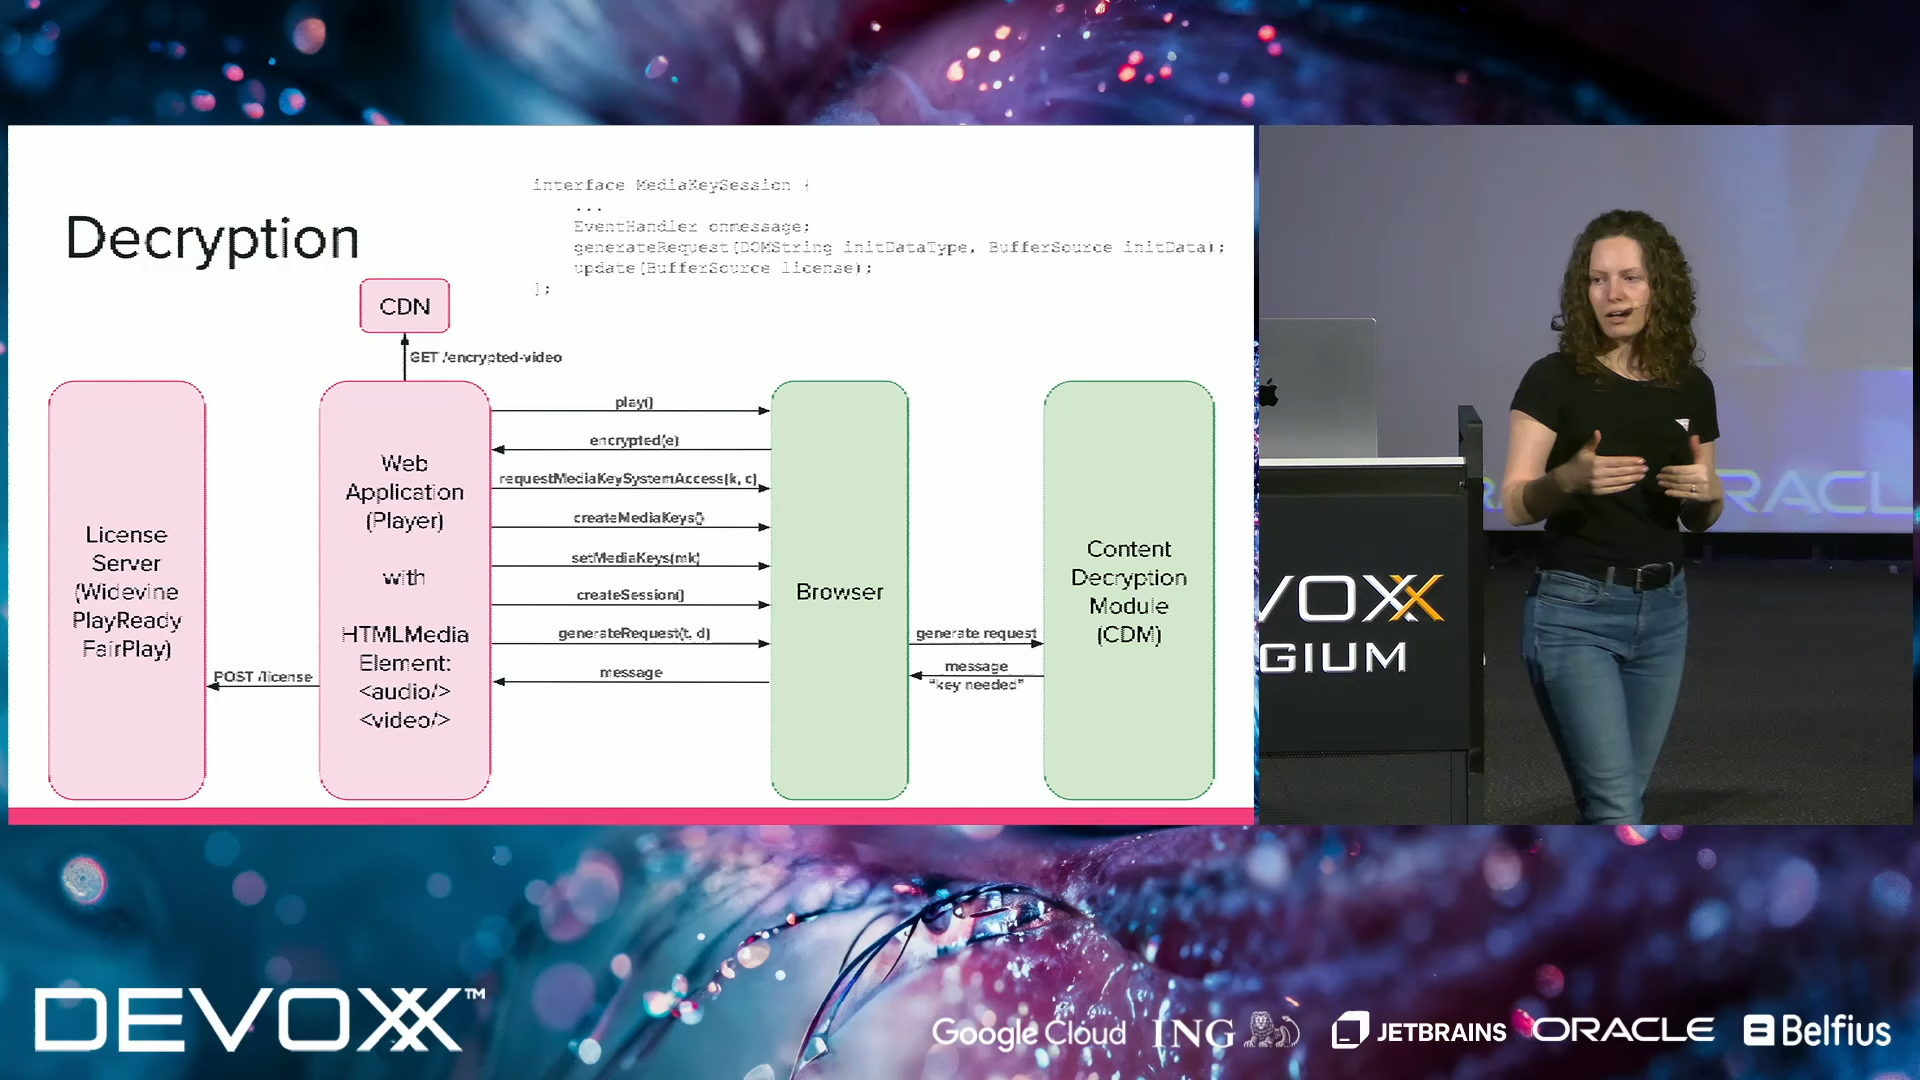 interface MediaKeySession {
...
EventHandler onmessage;
generateRequest(DOMString initDataType, BufferSource initData);
update(BufferSource license);
};
Decryption
CDN
GET /encrypted-video
License
Server
(Widevine
PlayReady
FairPlay)
POST /license
Web
Application
(Player)
with
HTMLMedia
Element:
<audio/>
<video/>
play()
encrypted(e)
requestMediaKeySystemAccess(k, c)
createMediaKeys()
setMediaKeys(mk)
createSession()
generateRequest(t, d)
message
Browser
generate request
message
"key needed"
Content
Decryption
Module
(CDM)
RACL
VOXX
GIUM
DEVOXX™
Google Cloud
ING
JETBRAINS
ORACLE
Belfius